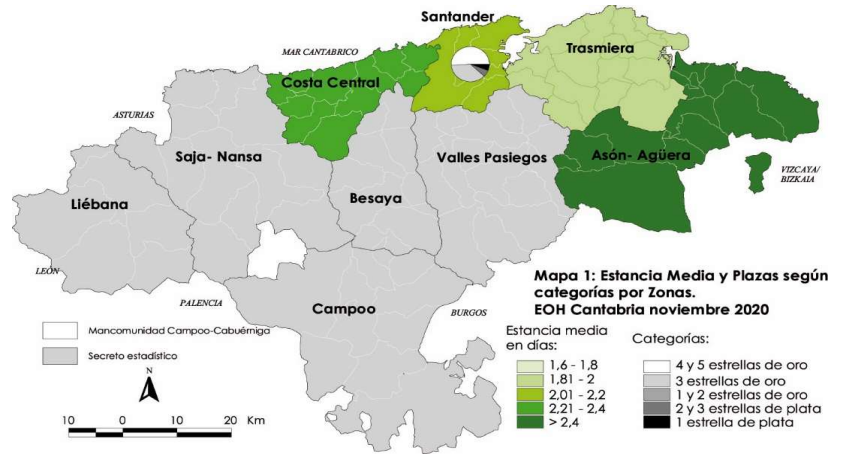 Santander
MAR CANTABRICO
Trasmiera
Costa Central
ASTURIAS
Saja- Nansa
Valles Pasiegos
Asón- Agüera
VIZCAYA/
BIZKAIA
Liébana
Besaya
LEÓN
PALENCIA
Campoo
BURGOS
Mapa 1: Estancia Media y Plazas según
categorías por Zonas.
EOH Cantabria noviembre 2020
Mancomunidad Campoo-Cabuérniga
Secreto estadístico
N
10 0 10 20 Km
Estancia media
en días:
1,6 - 1,8
1,81 - 2
2,01 - 2,2
2,21 - 2,4
> 2,4
Categorías:
4 y 5 estrellas de oro
3 estrellas de oro
1 y 2 estrellas de oro
2 y 3 estrellas de plata
1 estrella de plata